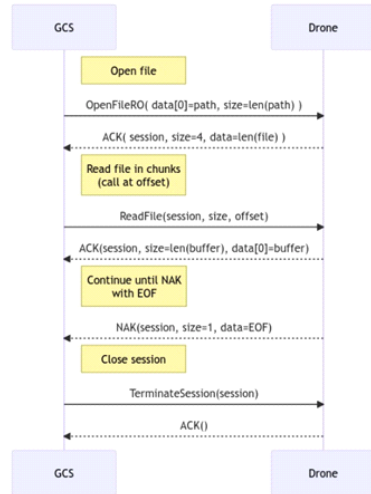 GCS
Drone
Open file
OpenFileRO( data[0]=path, size=len(path) )
ACK( session, size=4, data=len(file) )
Read file in chunks
(call at offset)
ReadFile(session, size, offset)
ACK(session, size=len(buffer), data[0]=buffer)
Continue until NAK
with EOF
NAK(session, size=1, data=EOF)
Close session
TerminateSession(session)
ACK()
GCS
Drone